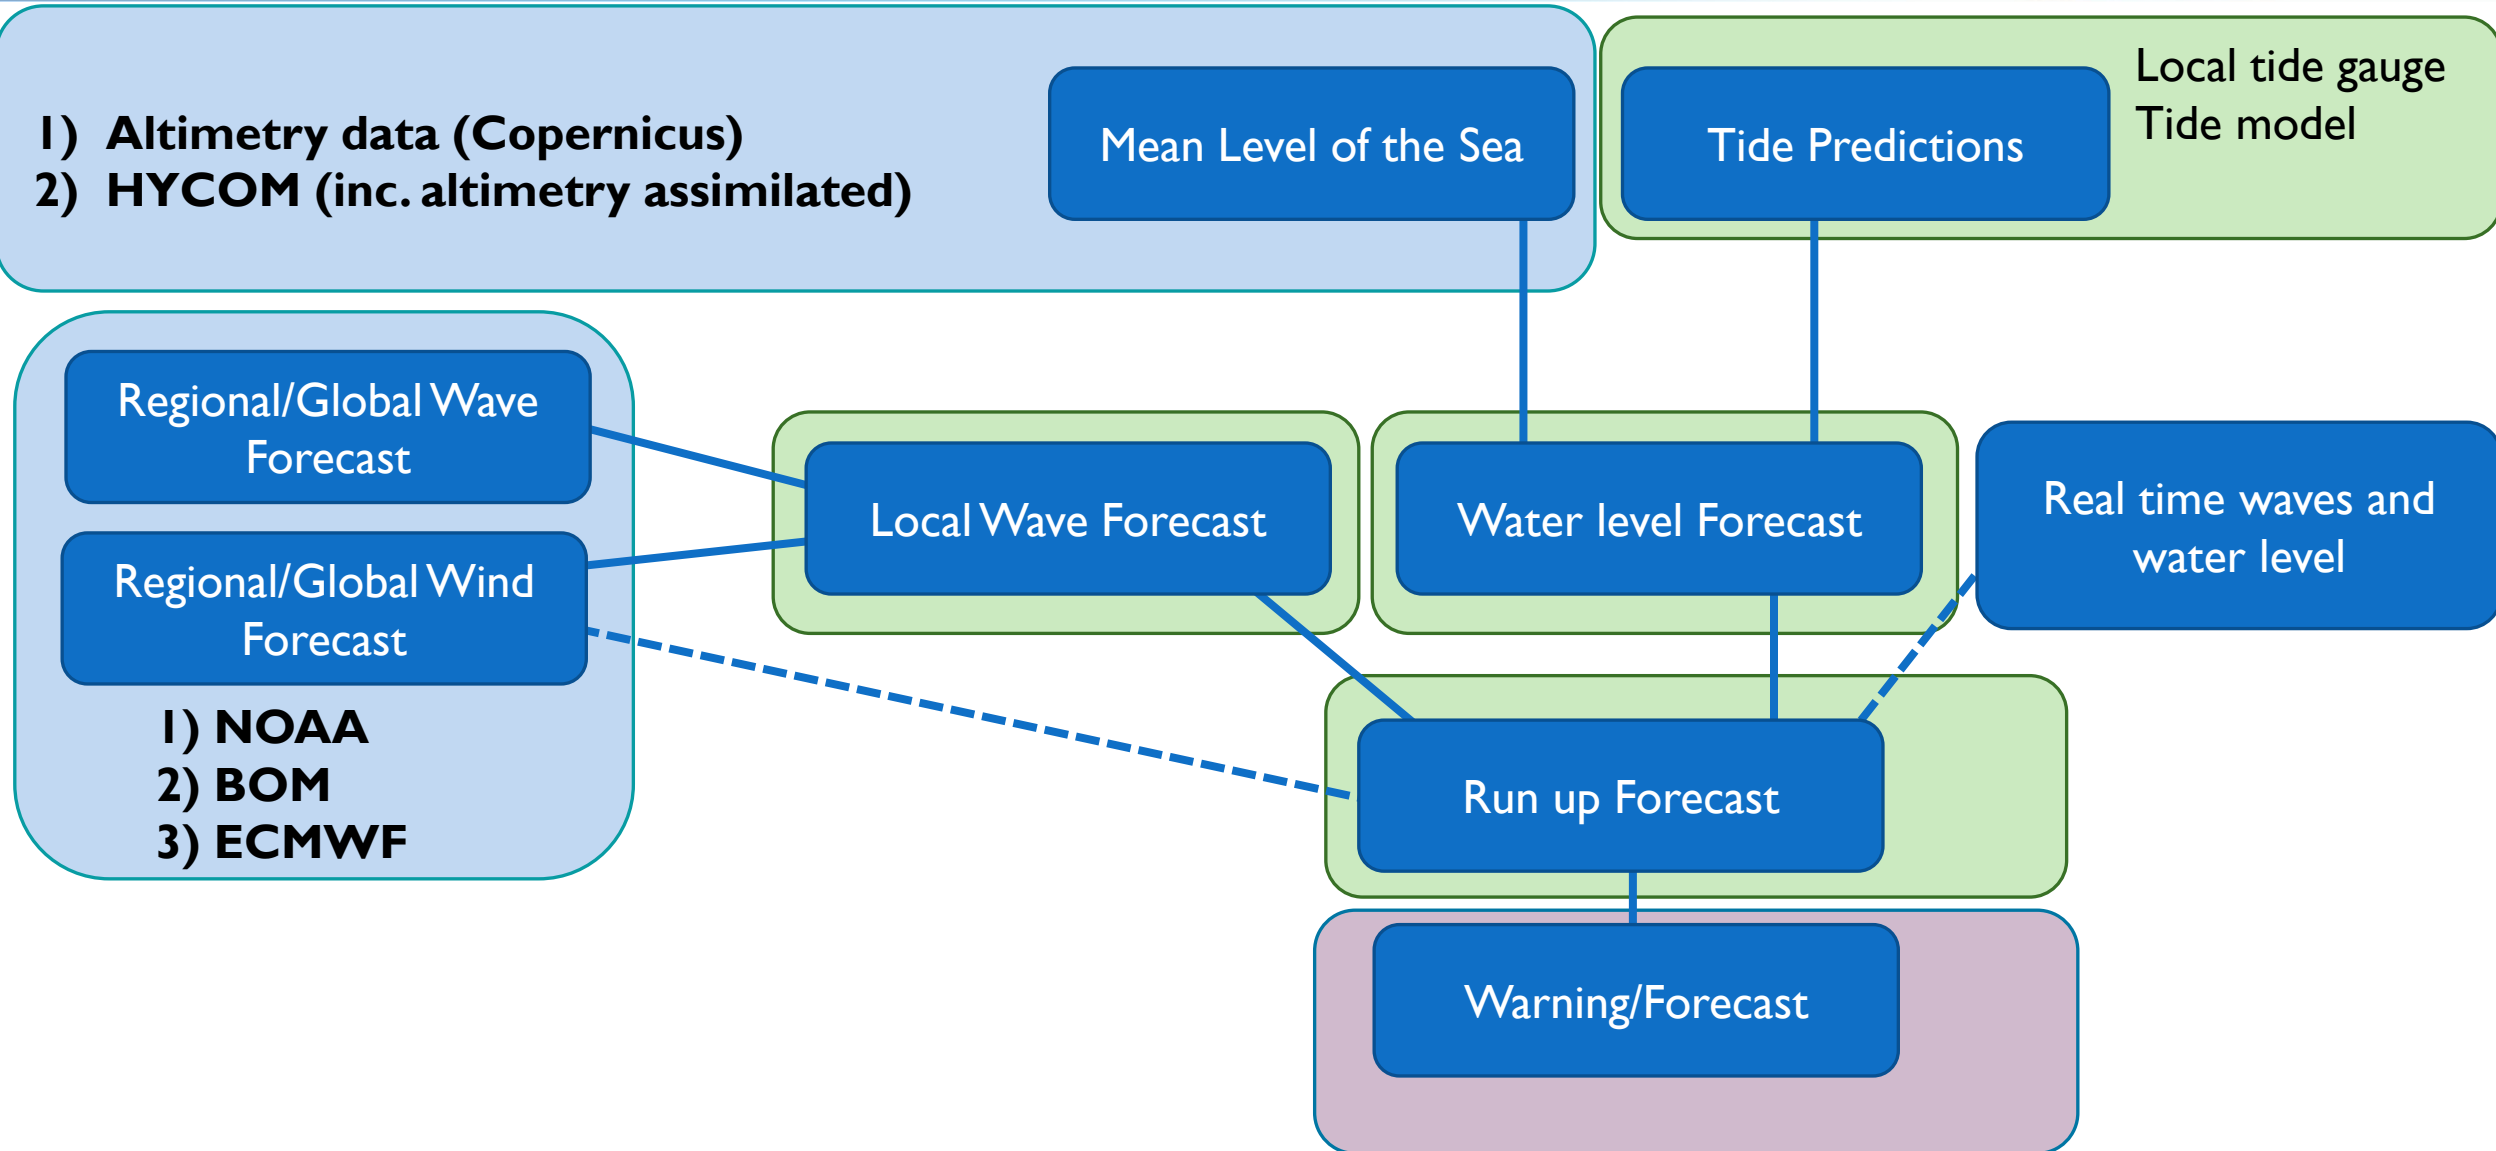 1) Altimetry data (Copernicus)
2) HYCOM (inc. altimetry assimilated)
Mean Level of the Sea
Tide Predictions
Local tide gauge
Tide model
Regional/Global Wave
Forecast
Regional/Global Wind
Forecast
1) NOAA
2) BOM
3) ECMWF
Local Wave Forecast
Water level Forecast
Real time waves and
water level
Run up Forecast
Warning/Forecast